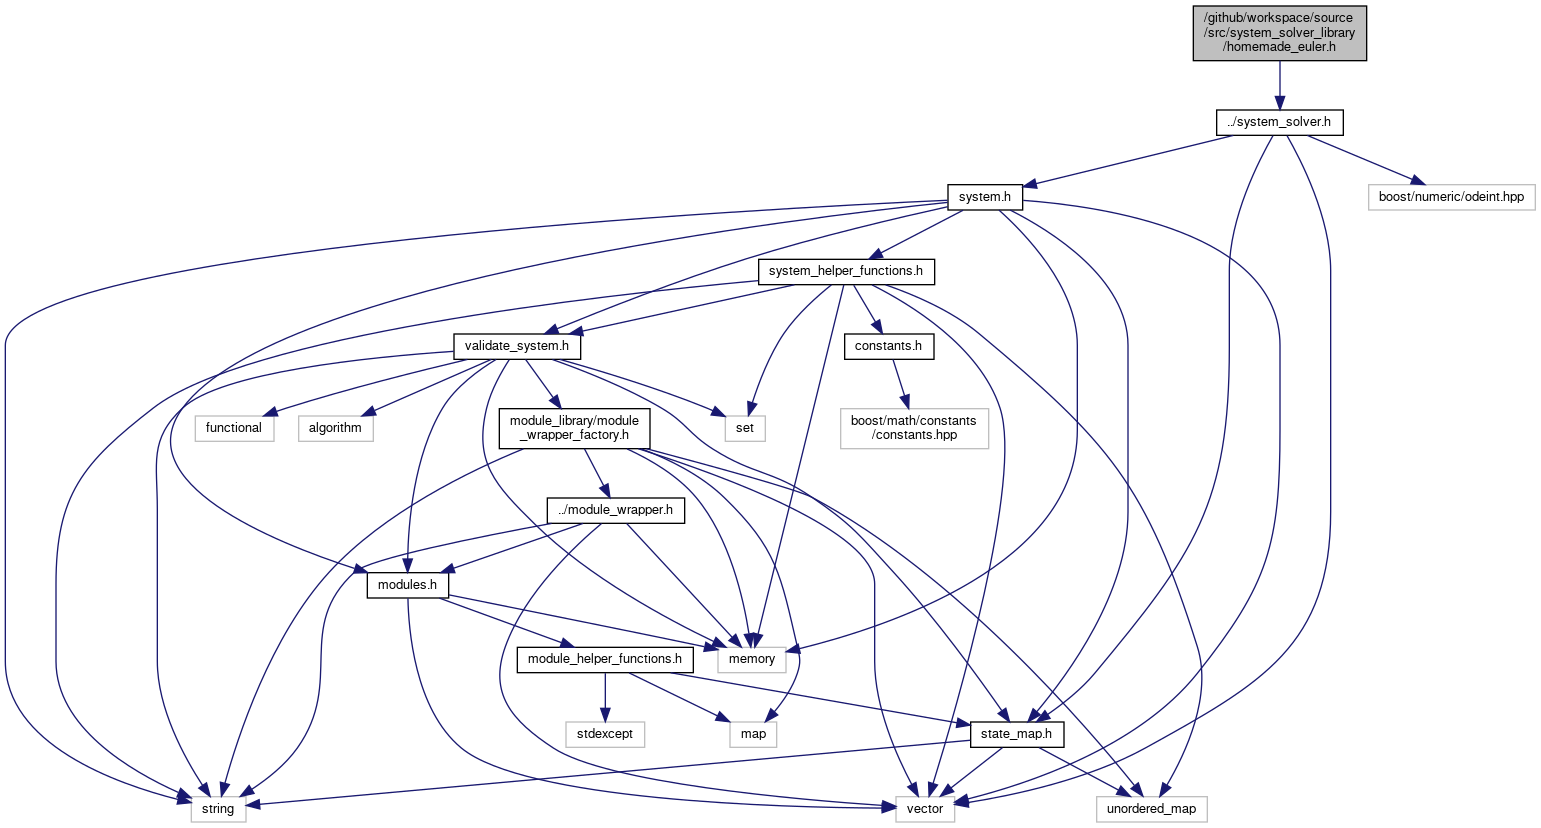 /github/workspace/source
/src/system_solver_library
/homemade_euler.h
../system_solver.h
system.h
boost/numeric/odeint.hpp
system_helper_functions.h
validate_system.h
constants.h
functional
algorithm
module_library/module
_wrapper_factory.h
set
boost/math/constants
/constants.hpp
../module_wrapper.h
modules.h
module_helper_functions.h
memory
stdexcept
map
state_map.h
string
vector
unordered_map